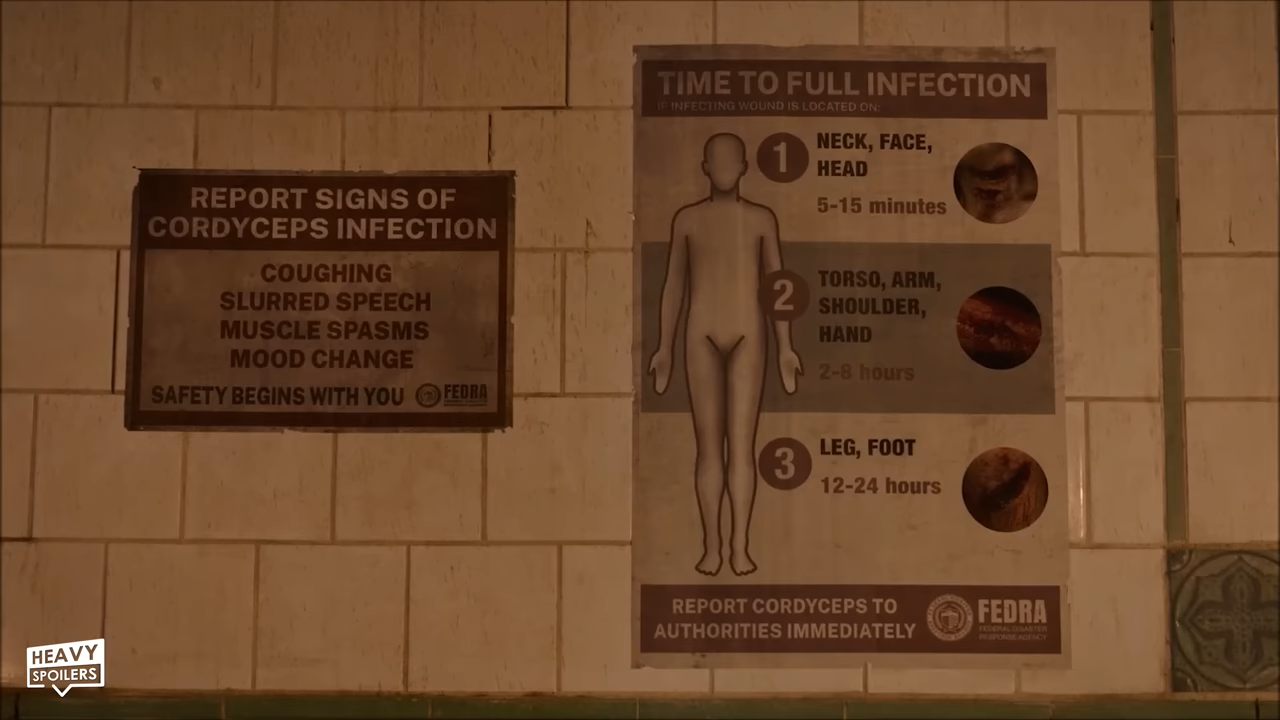 REPORT SIGNS OF
CORDYCEPS INFECTION
COUGHING
SLURRED SPEECH
MUSCLE SPASMS
MOOD CHANGE
SAFETY BEGINS WITH YOU
FEDRA
TIME TO FULL INFECTION
IF INFECTING WOUND IS LOCATED ON:
1
NECK, FACE,
HEAD
5-15 minutes
2
TORSO, ARM,
SHOULDER,
HAND
2-8 hours
3
LEG, FOOT
12-24 hours
REPORT CORDYCEPS TO
AUTHORITIES IMMEDIATELY
FEDRA
FEDERAL DISASTER
RESPONSE AGENCY
HEAVY
SPOILERS